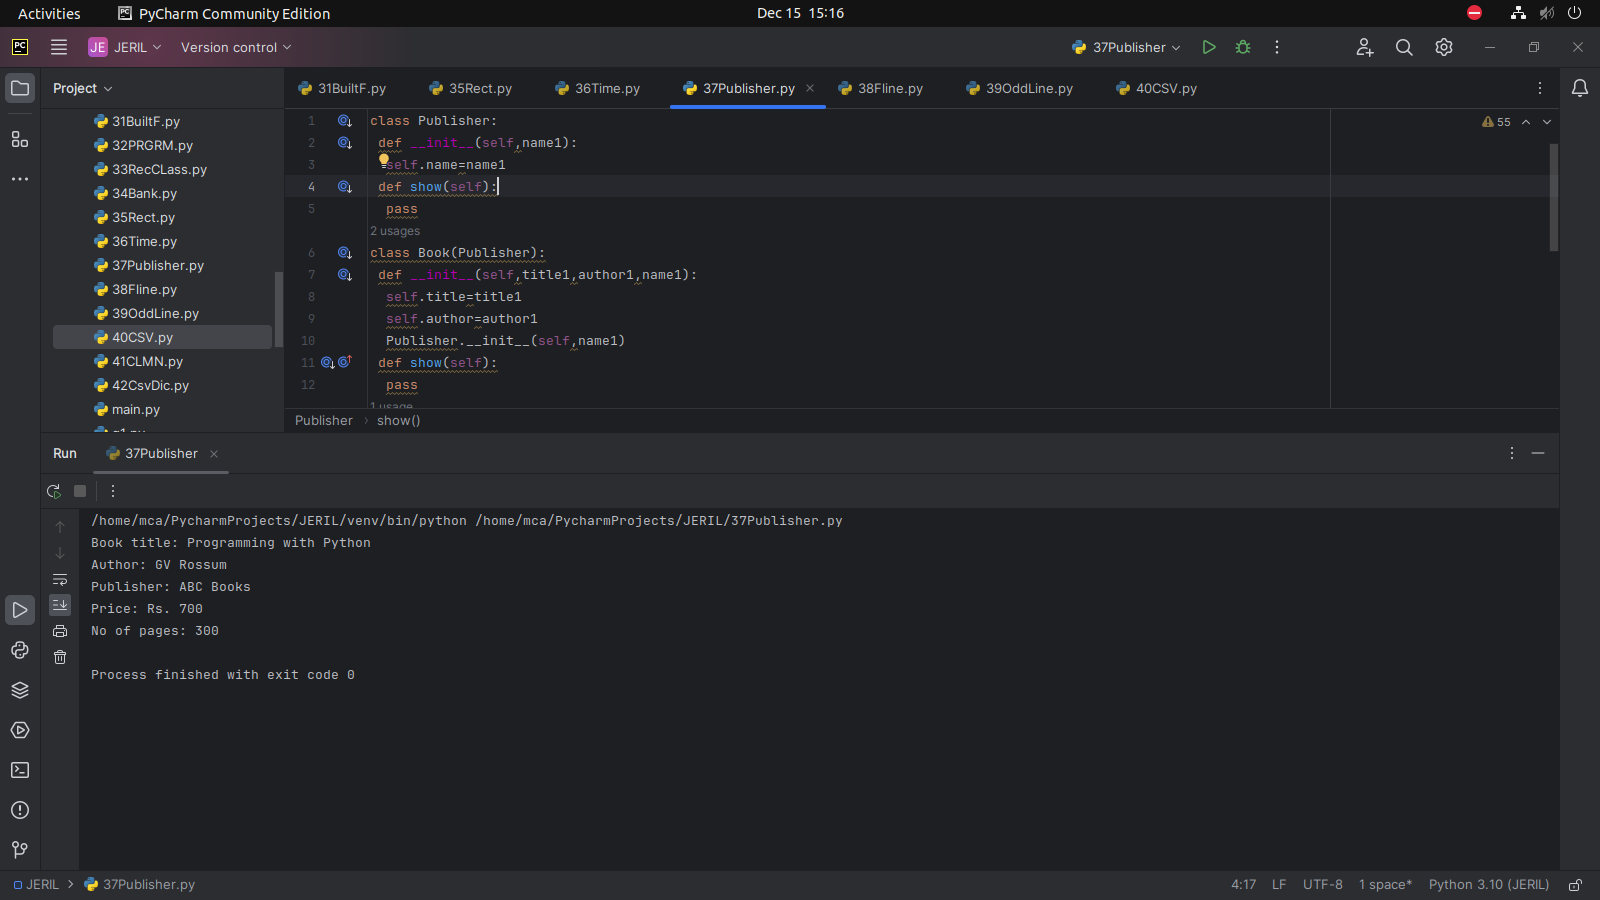 Activities PyCharm Community Edition Dec 15 15:16
PC JE JERIL Version control 37Publisher
Project 31BuiltF.py 35Rect.py 36Time.py 37Publisher.py 38Fline.py 39OddLine.py 40CSV.py
31BuiltF.py
32PRGRM.py
33RecCLass.py
34Bank.py
35Rect.py
36Time.py
37Publisher.py
38Fline.py
39OddLine.py
40CSV.py
41CLMN.py
42CsvDic.py
main.py
55
1 class Publisher:
2 def __init__(self,name1):
3 self.name=name1
4 def show(self):
5 pass
2 usages
6 class Book(Publisher):
7 def __init__(self,title1,author1,name1):
8 self.title=title1
9 self.author=author1
10 Publisher.__init__(self,name1)
11 def show(self):
12 pass
1 usage
Publisher > show()
Run 37Publisher
/home/mca/PycharmProjects/JERIL/venv/bin/python /home/mca/PycharmProjects/JERIL/37Publisher.py
Book title: Programming with Python
Author: GV Rossum
Publisher: ABC Books
Price: Rs. 700
No of pages: 300
Process finished with exit code 0
JERIL > 37Publisher.py 4:17 LF UTF-8 1 space* Python 3.10 (JERIL)